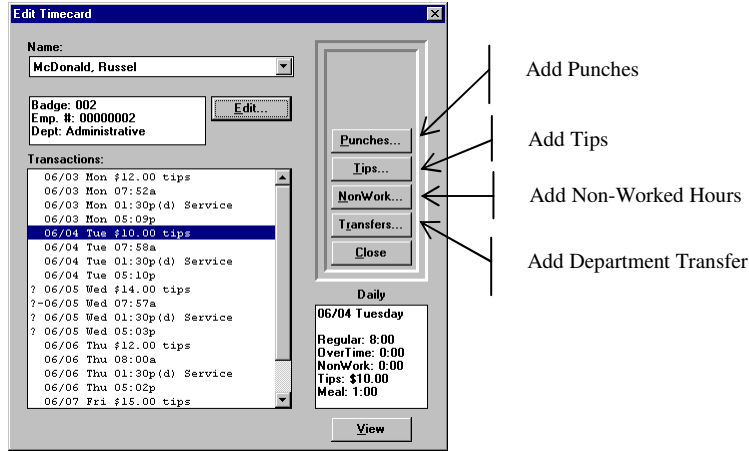 Edit Timecard
Name:
McDonald, Russel
Badge: 002
Emp. #: 00000002
Dept: Administrative
Edit...
Transactions:
06/03 Mon $12.00 tips
06/03 Mon 07:52a
06/03 Mon 01:30p(d) Service
06/03 Mon 05:09p
06/04 Tue $10.00 tips
06/04 Tue 07:58a
06/04 Tue 01:30p(d) Service
06/04 Tue 05:10p
? 06/05 Wed $14.00 tips
?-06/05 Wed 07:57a
? 06/05 Wed 01:30p(d) Service
? 06/05 Wed 05:03p
06/06 Thu $12.00 tips
06/06 Thu 08:00a
06/06 Thu 01:30p(d) Service
06/06 Thu 05:02p
06/07 Fri $15.00 tips
Punches...
Tips...
NonWork...
Transfers...
Close
Daily
06/04 Tuesday
Regular: 8:00
OverTime: 0:00
NonWork: 0:00
Tips: $10.00
Meal: 1:00
View
Add Punches
Add Tips
Add Non-Worked Hours
Add Department Transfer